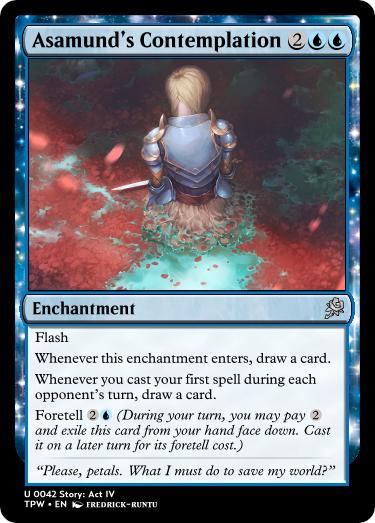 Asamund's Contemplation 2
Enchantment
Flash
Whenever this enchantment enters, draw a card.
Whenever you cast your first spell during each
opponent's turn, draw a card.
Foretell 2 (During your turn, you may pay 2
and exile this card from your hand face down. Cast
it on a later turn for its foretell cost.)
"Please, petals. What I must do to save my world?"
U 0042 Story: Act IV
TPW • EN FREDRICK-RUNTU